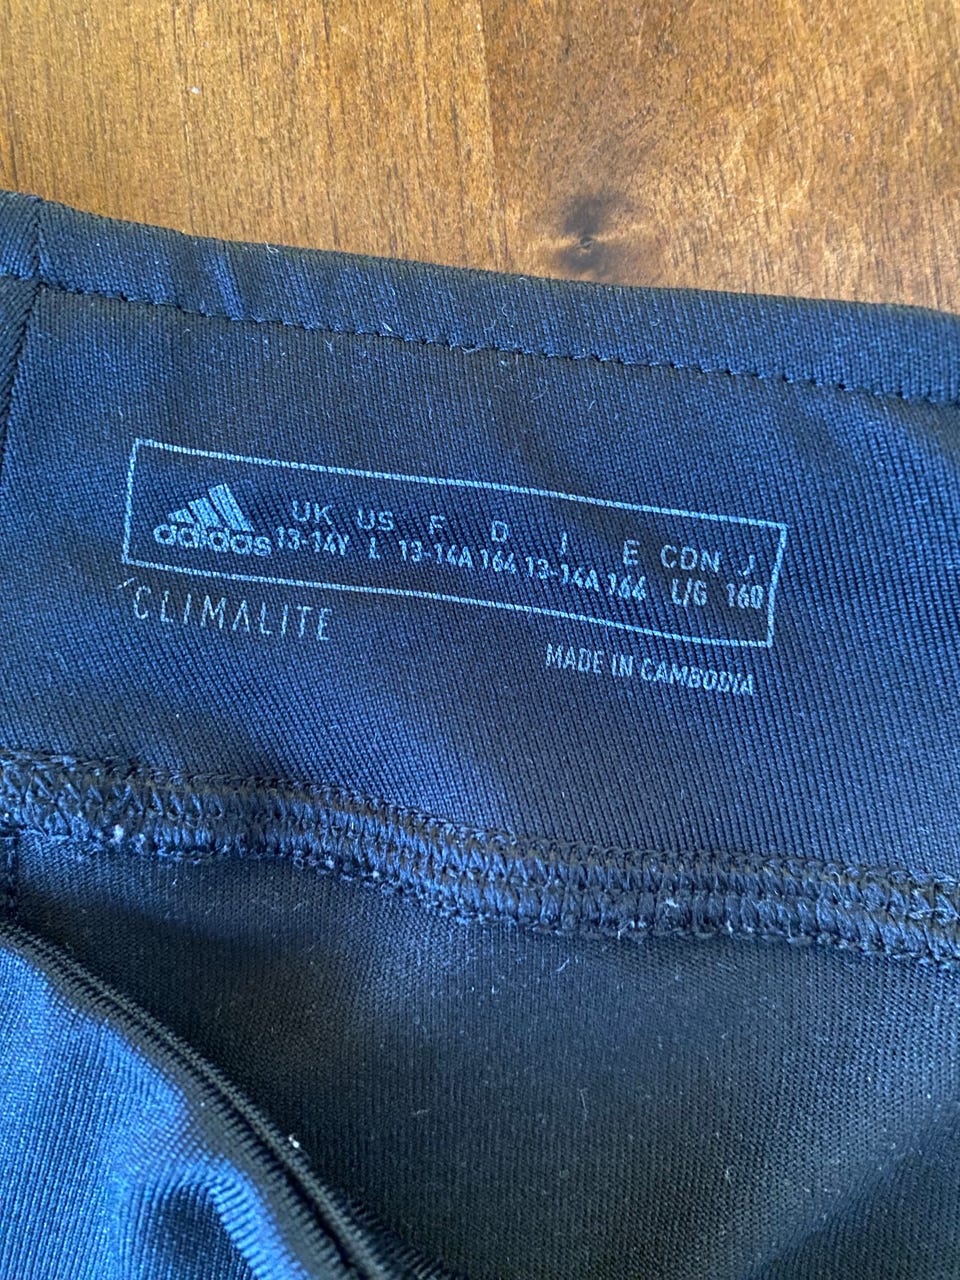 adidas
UK US F D I E CDN J
13-14Y L 13-14A 164 13-14A 164 L/G 160
CLIMALITE
MADE IN CAMBODIA